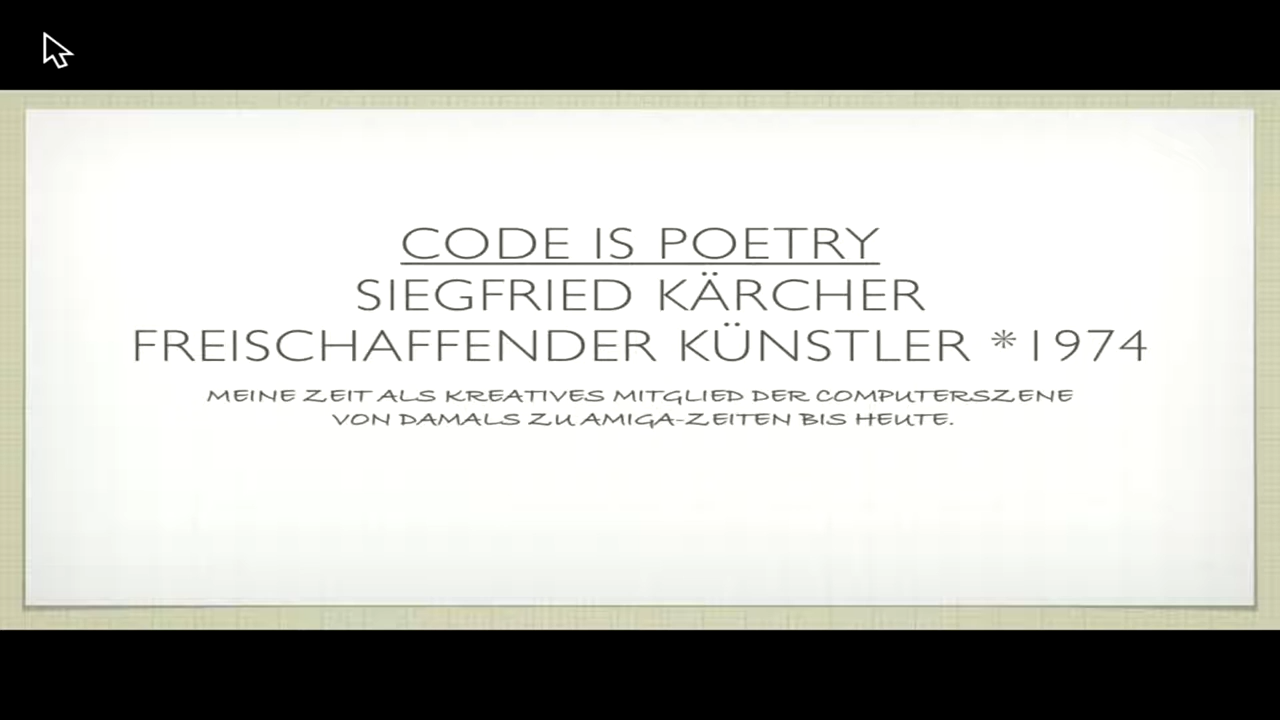 CODE IS POETRY
SIEGFRIED KÄRCHER
FREISCHAFFENDER KÜNSTLER *1974
MEINE ZEIT ALS KREATIVES MITGLIED DER COMPUTERSZENE
VON DAMALS ZU AMIGA-ZEITEN BIS HEUTE.